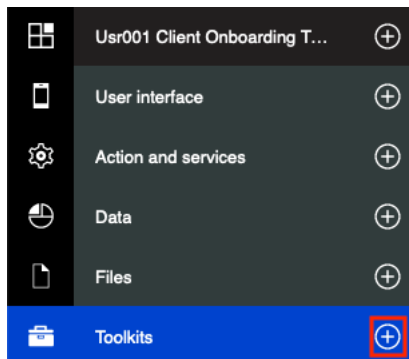 Usr001 Client Onboarding T...
User interface
Action and services
Data
Files
Toolkits